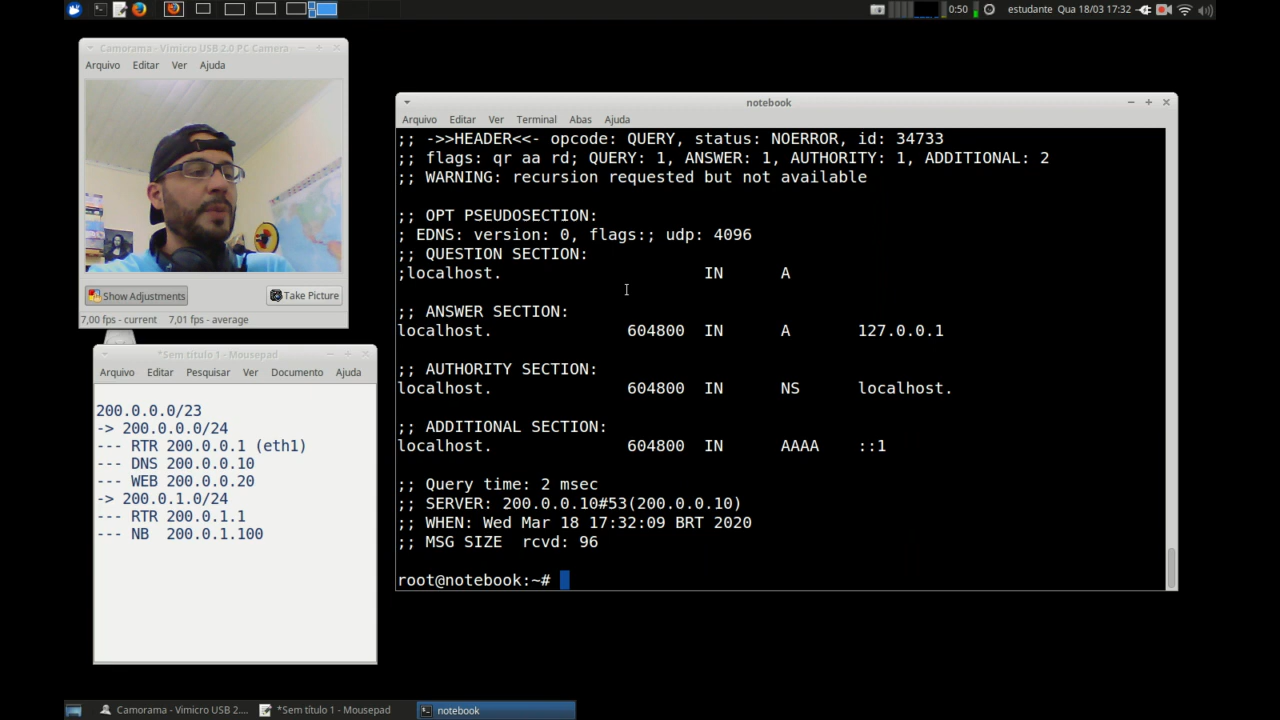 0:50 estudante Qua 18/03 17:32
Camorama - Vimicro USB 2.0 PC Camera
Arquivo Editar Ver Ajuda
Show Adjustments Take Picture
7,00 fps - current 7,01 fps - average
*Sem título 1 - Mousepad
Arquivo Editar Pesquisar Ver Documento Ajuda
200.0.0.0/23
-> 200.0.0.0/24
--- RTR 200.0.0.1 (eth1)
--- DNS 200.0.0.10
--- WEB 200.0.0.20
-> 200.0.1.0/24
--- RTR 200.0.1.1
--- NB 200.0.1.100
notebook
Arquivo Editar Ver Terminal Abas Ajuda
;; ->>HEADER<<- opcode: QUERY, status: NOERROR, id: 34733
;; flags: qr aa rd; QUERY: 1, ANSWER: 1, AUTHORITY: 1, ADDITIONAL: 2
;; WARNING: recursion requested but not available
;; OPT PSEUDOSECTION:
; EDNS: version: 0, flags:; udp: 4096
;; QUESTION SECTION:
;localhost. IN A
;; ANSWER SECTION:
localhost. 604800 IN A 127.0.0.1
;; AUTHORITY SECTION:
localhost. 604800 IN NS localhost.
;; ADDITIONAL SECTION:
localhost. 604800 IN AAAA ::1
;; Query time: 2 msec
;; SERVER: 200.0.0.10#53(200.0.0.10)
;; WHEN: Wed Mar 18 17:32:09 BRT 2020
;; MSG SIZE rcvd: 96
root@notebook:~#
Camorama - Vimicro USB 2.... *Sem título 1 - Mousepad notebook